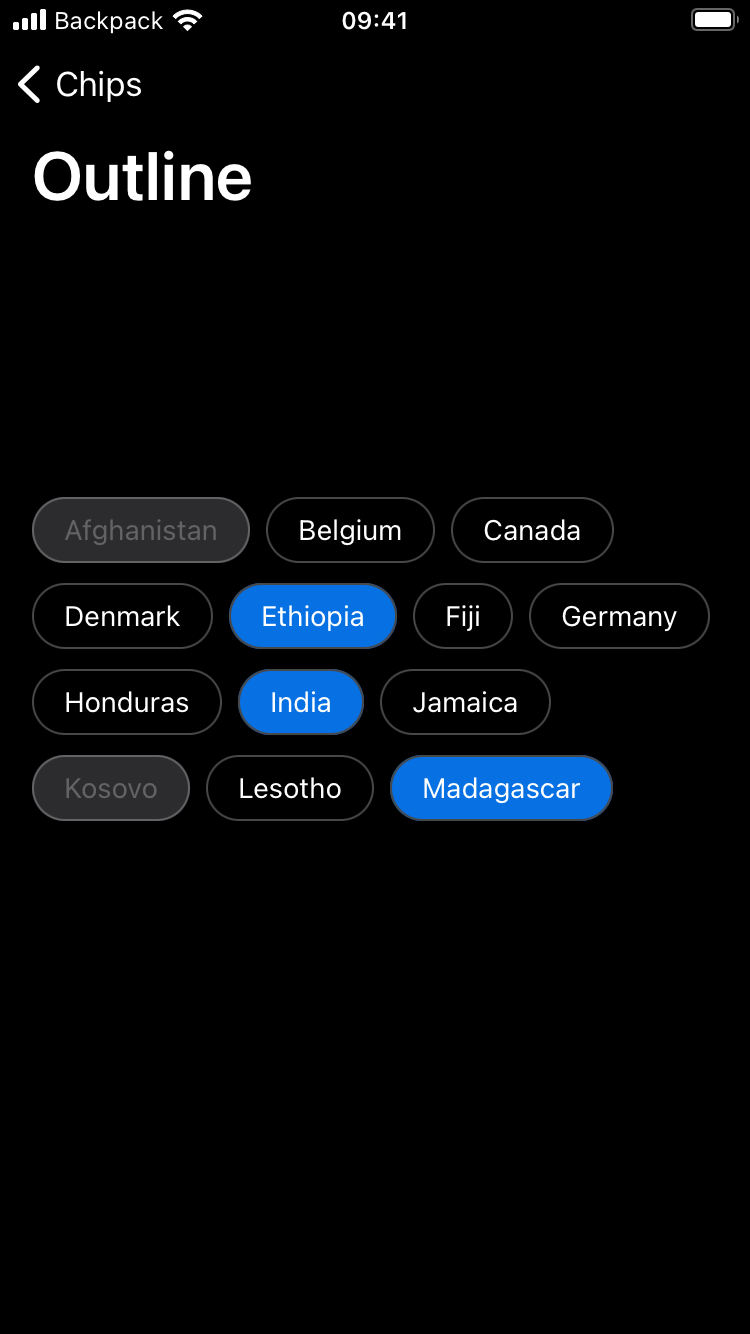 Backpack 09:41
Chips
Outline
Afghanistan Belgium Canada
Denmark Ethiopia Fiji Germany
Honduras India Jamaica
Kosovo Lesotho Madagascar